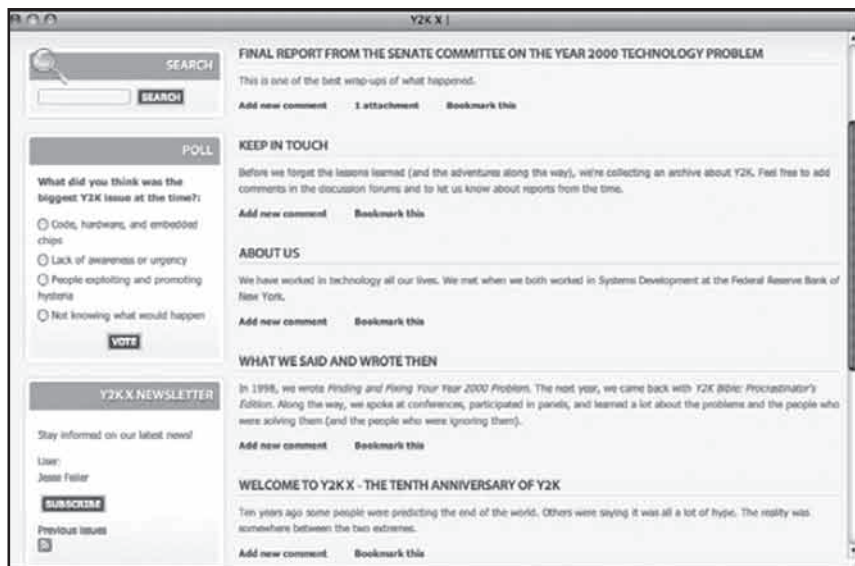 Y2K X |
SEARCH
SEARCH
POLL
What did you think was the
biggest Y2K issue at the time?:
Code, hardware, and embedded
chips
Lack of awareness or urgency
People exploiting and promoting
hysteria
Not knowing what would happen
VOTE
Y2K X NEWSLETTER
Stay informed on our latest news!
User:
Jesse Feiler
SUBSCRIBE
Previous issues
FINAL REPORT FROM THE SENATE COMMITTEE ON THE YEAR 2000 TECHNOLOGY PROBLEM
This is one of the best wrap-ups of what happened.
Add new comment 1 attachment Bookmark this
KEEP IN TOUCH
Before we forget the lessons learned (and the adventures along the way), we're collecting an archive about Y2K. Feel free to add
comments in the discussion forums and to let us know about reports from the time.
Add new comment Bookmark this
ABOUT US
We have worked in technology all our lives. We met when we both worked in Systems Development at the Federal Reserve Bank of
New York.
Add new comment Bookmark this
WHAT WE SAID AND WROTE THEN
In 1998, we wrote Finding and Fixing Your Year 2000 Problem. The next year, we came back with Y2K Bible: Procrastinator's
Edition. Along the way, we spoke at conferences, participated in panels, and learned a lot about the problems and the people who
were solving them (and the people who were ignoring them).
Add new comment Bookmark this
WELCOME TO Y2K X - THE TENTH ANNIVERSARY OF Y2K
Ten years ago some people were predicting the end of the world. Others were saying it was all a lot of hype. The reality was
somewhere between the two extremes.
Add new comment Bookmark this